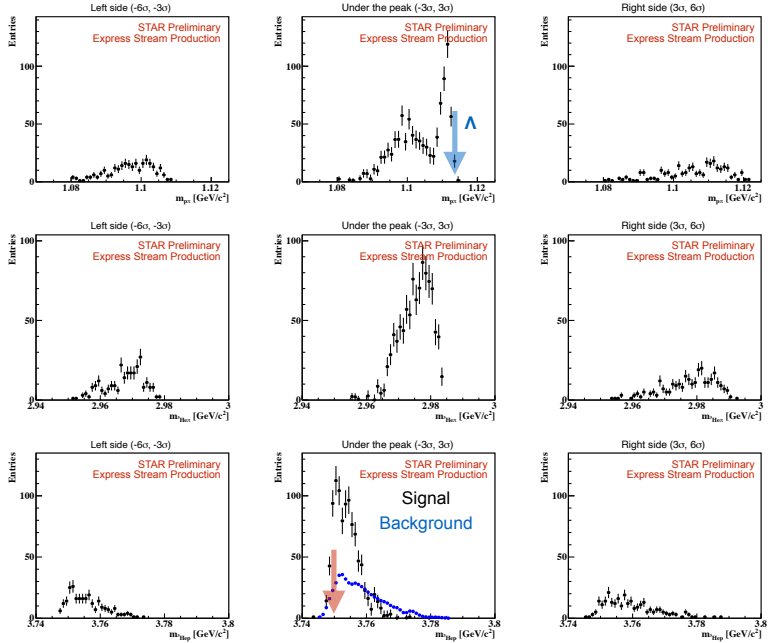 Left side (-6σ, -3σ)
Entries
STAR Preliminary
Express Stream Production
100
50
0
1.08
1.1
1.12
m_pπ [GeV/c²]
Under the peak (-3σ, 3σ)
Entries
STAR Preliminary
Express Stream Production
Λ
100
50
0
1.08
1.1
1.12
m_pπ [GeV/c²]
Right side (3σ, 6σ)
Entries
STAR Preliminary
Express Stream Production
100
50
0
1.08
1.1
1.12
m_pπ [GeV/c²]
Left side (-6σ, -3σ)
Entries
STAR Preliminary
Express Stream Production
100
50
0
2.94
2.96
2.98
3
m_³Heπ [GeV/c²]
Under the peak (-3σ, 3σ)
Entries
STAR Preliminary
Express Stream Production
100
50
0
2.94
2.96
2.98
3
m_³Heπ [GeV/c²]
Right side (3σ, 6σ)
Entries
STAR Preliminary
Express Stream Production
100
50
0
2.94
2.96
2.98
3
m_³Heπ [GeV/c²]
Left side (-6σ, -3σ)
Entries
STAR Preliminary
Express Stream Production
100
50
0
3.74
3.76
3.78
3.8
m_³Hep [GeV/c²]
Under the peak (-3σ, 3σ)
Entries
STAR Preliminary
Express Stream Production
Signal
Background
100
50
0
3.74
3.76
3.78
3.8
m_³Hep [GeV/c²]
Right side (3σ, 6σ)
Entries
STAR Preliminary
Express Stream Production
100
50
0
3.74
3.76
3.78
3.8
m_³Hep [GeV/c²]